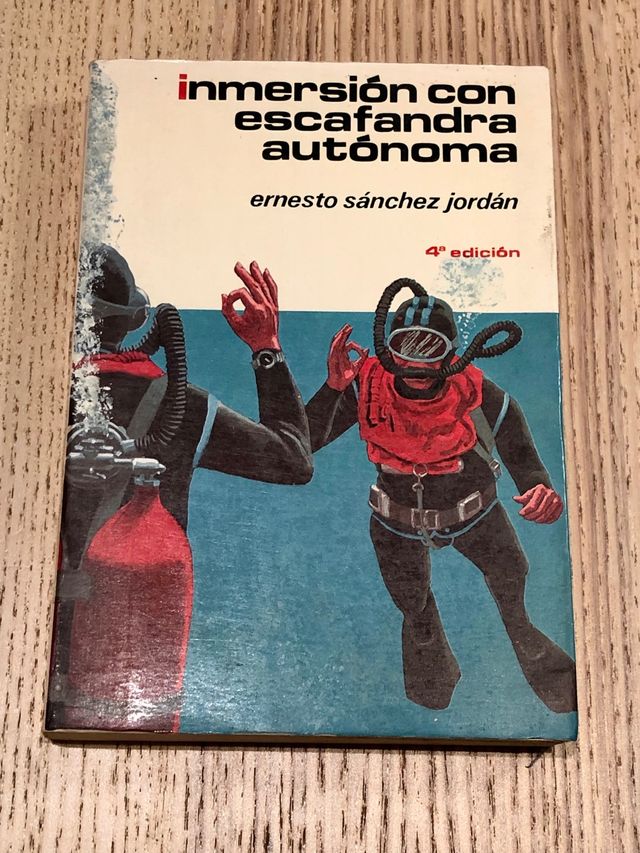 inmersión con
escafandra
autónoma
ernesto sánchez jordán
4ª edición